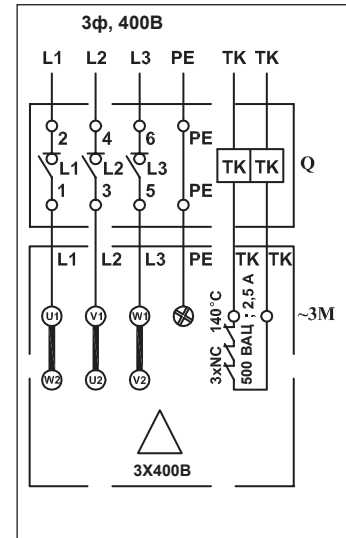 3ф, 400В
L1 L2 L3 PE TK TK
2 4 6 PE
L1 L2 L3 TK TK Q
1 3 5 PE
L1 L2 L3 PE TK TK
U1 V1 W1 ~3М
W2 U2 V2
3xNC 140°C
500 ВАЦ : 2,5 А
3X400В